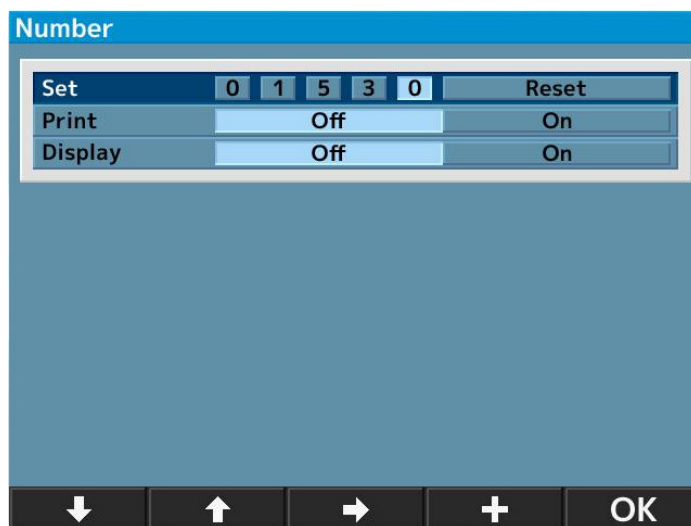 Number
Set 0 1 5 3 0 Reset
Print Off On
Display Off On
OK